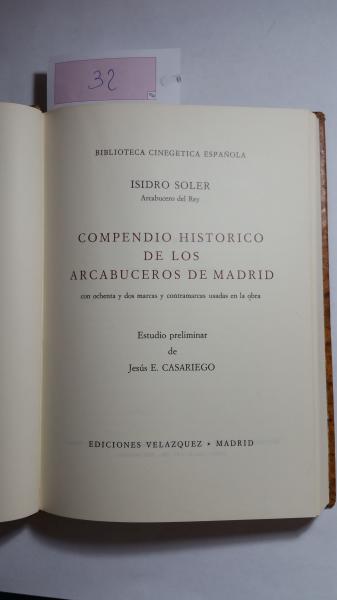 32
BIBLIOTECA CINEGETICA ESPAÑOLA
ISIDRO SOLER
Arcabucero del Rey
COMPENDIO HISTORICO
DE LOS
ARCABUCEROS DE MADRID
con ochenta y dos marcas y contramarcas usadas en la obra
Estudio preliminar
de
Jesús E. CASARIEGO
EDICIONES VELAZQUEZ • MADRID